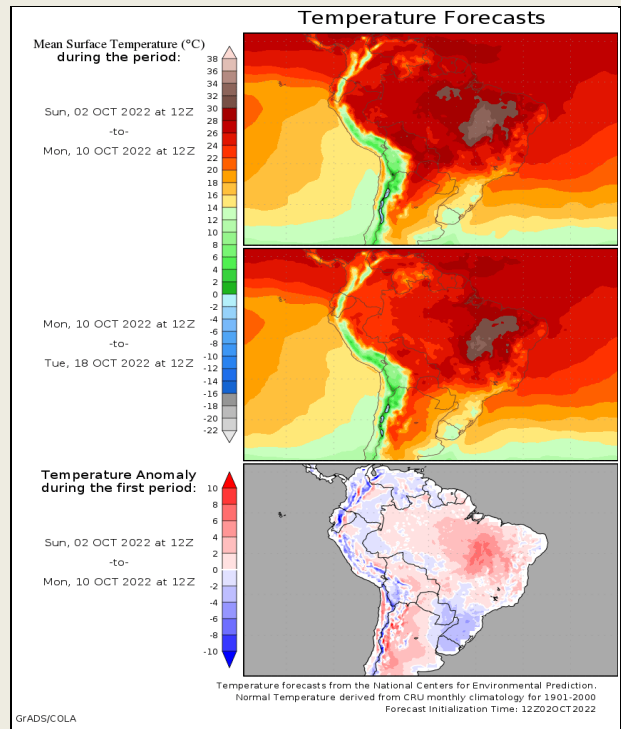 Temperature Forecasts
Mean Surface Temperature (°C)
during the period:
Sun, 02 OCT 2022 at 12Z
-to-
Mon, 10 OCT 2022 at 12Z
38
36
34
32
30
28
26
24
22
20
18
16
14
12
10
8
6
4
2
0
-2
-4
-6
-8
-10
-12
-14
-16
-18
-20
-22
Mon, 10 OCT 2022 at 12Z
-to-
Tue, 18 OCT 2022 at 12Z
Temperature Anomaly
during the first period:
Sun, 02 OCT 2022 at 12Z
-to-
Mon, 10 OCT 2022 at 12Z
10
8
6
4
2
0
-2
-4
-6
-8
-10
Temperature forecasts from the National Centers for Environmental Prediction.
Normal Temperature derived from CRU monthly climatology for 1901-2000
Forecast Initialization Time: 12Z02OCT2022
GrADS/COLA